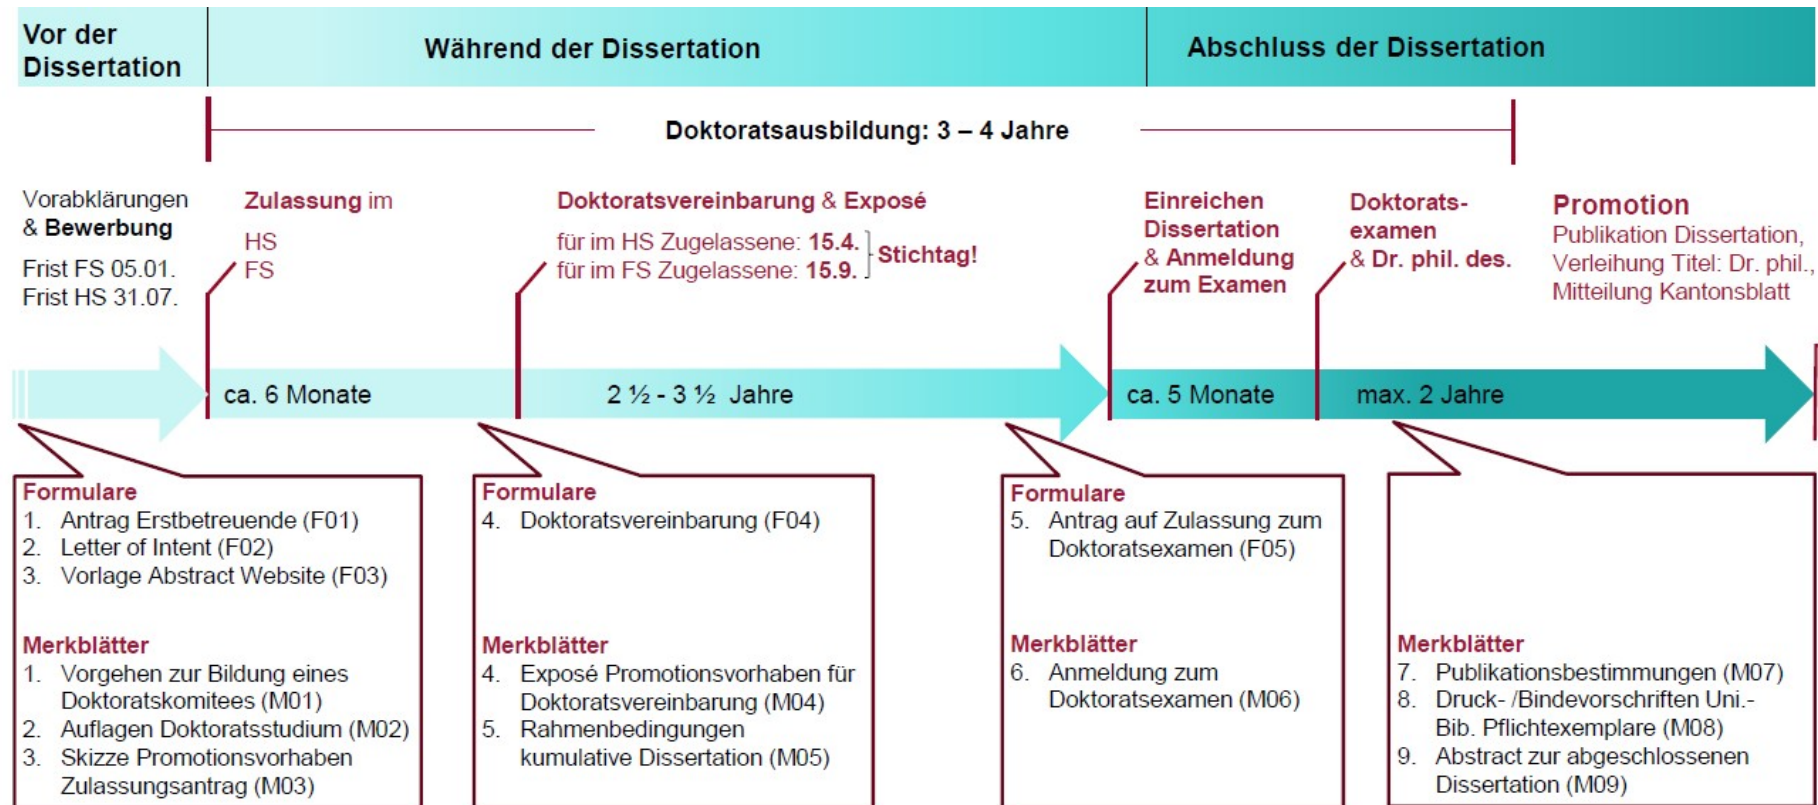 Vor der
Dissertation
Während der Dissertation
Abschluss der Dissertation
Doktoratsausbildung: 3 – 4 Jahre
Vorabklärungen
& Bewerbung
Frist FS 05.01.
Frist HS 31.07.
Zulassung im
HS
FS
Doktoratsvereinbarung & Exposé
für im HS Zugelassene: 15.4.
für im FS Zugelassene: 15.9.
Stichtag!
Einreichen
Dissertation
& Anmeldung
zum Examen
Doktorats-
examen
& Dr. phil. des.
Promotion
Publikation Dissertation,
Verleihung Titel: Dr. phil.,
Mitteilung Kantonsblatt
ca. 6 Monate
2 ½ - 3 ½ Jahre
ca. 5 Monate
max. 2 Jahre
Formulare
1. Antrag Erstbetreuende (F01)
2. Letter of Intent (F02)
3. Vorlage Abstract Website (F03)
Merkblätter
1. Vorgehen zur Bildung eines
Doktoratskomitees (M01)
2. Auflagen Doktoratsstudium (M02)
3. Skizze Promotionsvorhaben
Zulassungsantrag (M03)
Formulare
4. Doktoratsvereinbarung (F04)
Merkblätter
4. Exposé Promotionsvorhaben für
Doktoratsvereinbarung (M04)
5. Rahmenbedingungen
kumulative Dissertation (M05)
Formulare
5. Antrag auf Zulassung zum
Doktoratsexamen (F05)
Merkblätter
6. Anmeldung zum
Doktoratsexamen (M06)
Merkblätter
7. Publikationsbestimmungen (M07)
8. Druck- /Bindevorschriften Uni.-
Bib. Pflichtexemplare (M08)
9. Abstract zur abgeschlossenen
Dissertation (M09)